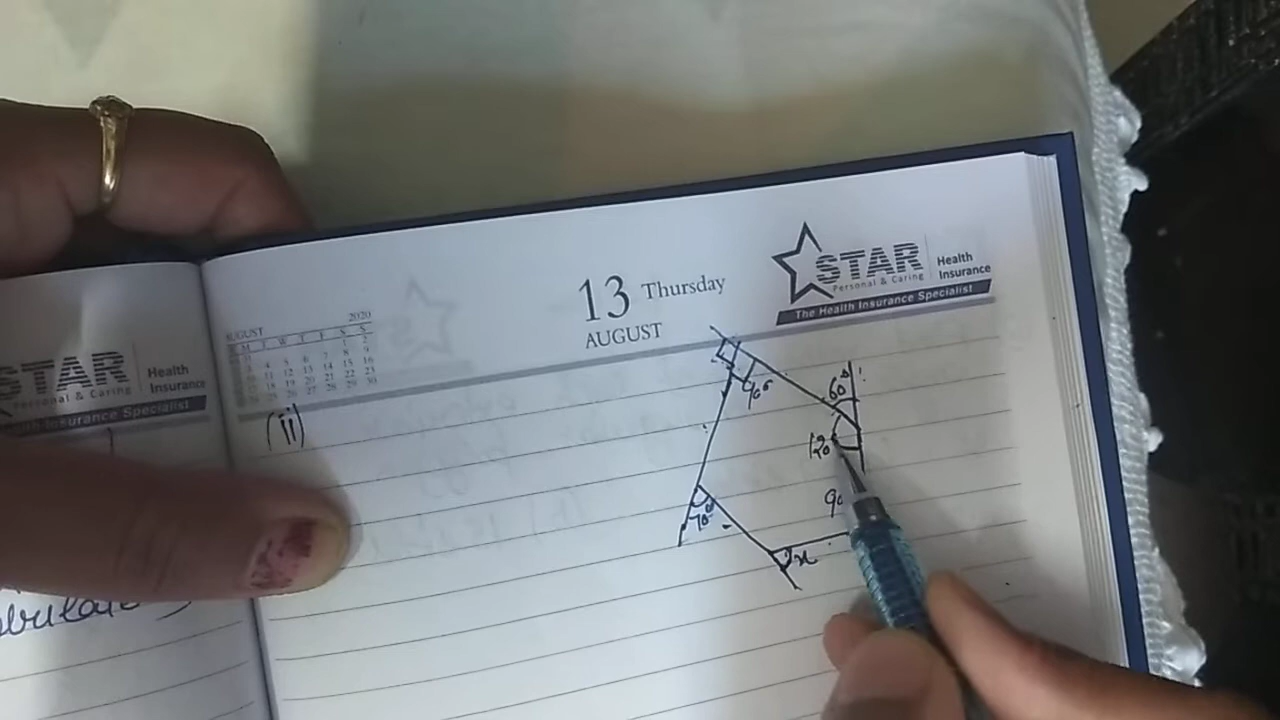 STAR
Health
Insurance
Personal & Caring
The Health Insurance Specialist
13 Thursday
AUGUST
AUGUST 2020
STAR
Health
Insurance
Personal & Caring
Health Insurance Specialist
(ii)
60°
90°
120
90
70°
x